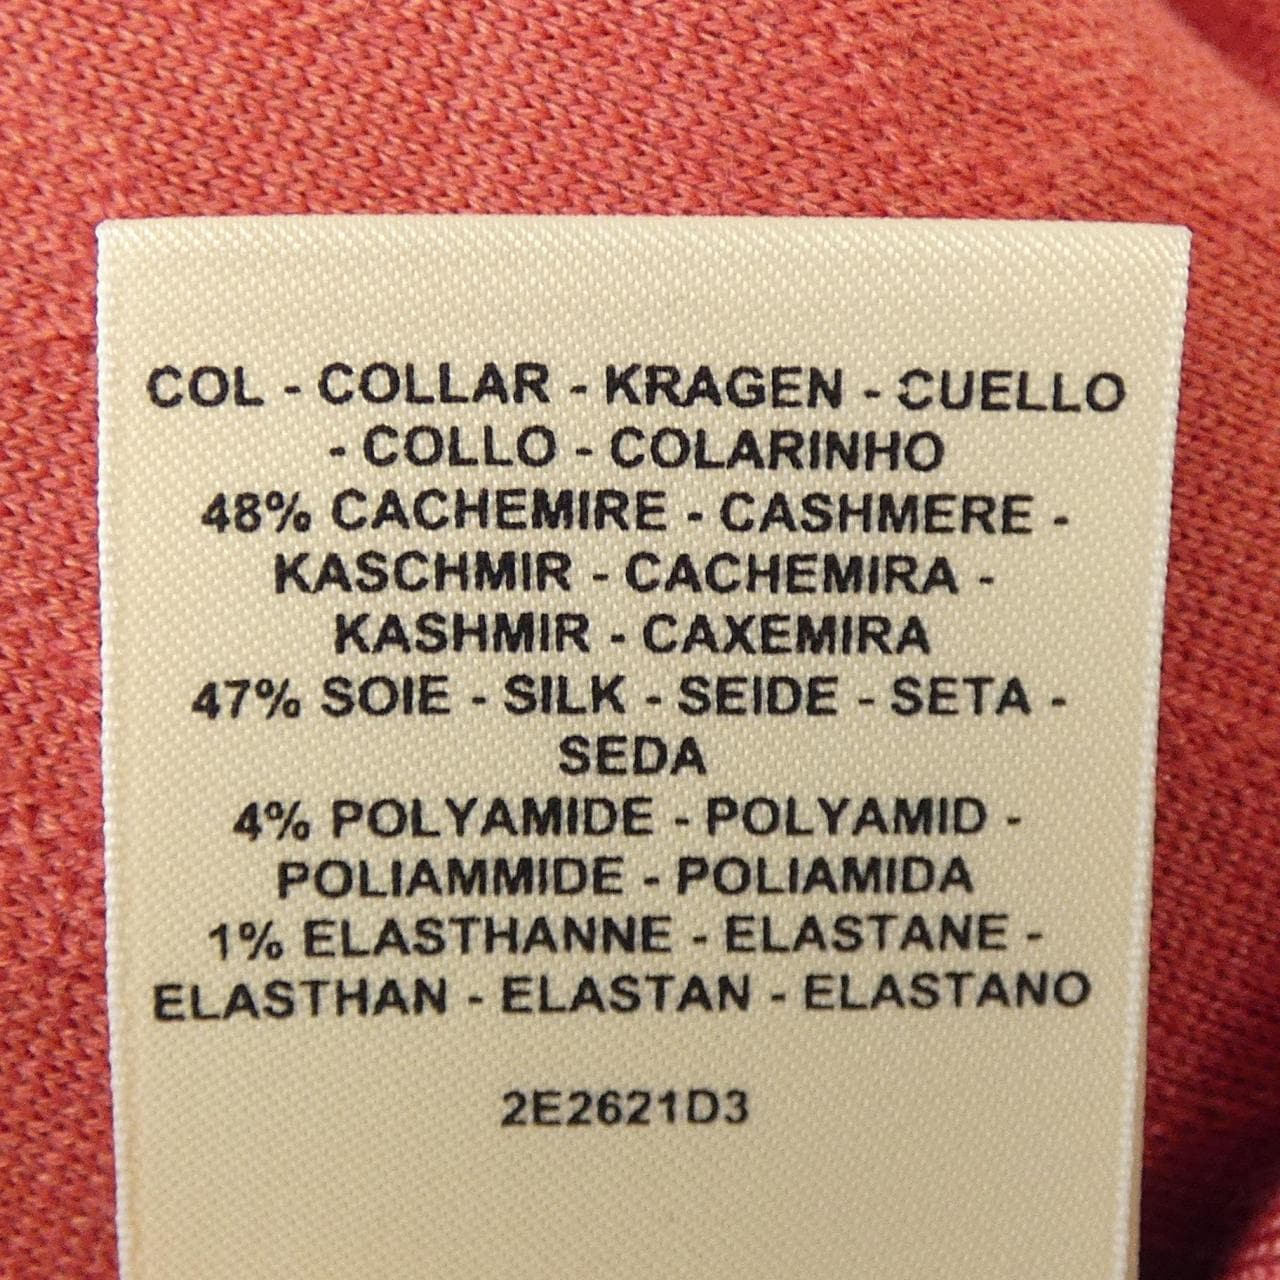 COL - COLLAR - KRAGEN - CUELLO
- COLLO - COLARINHO
48% CACHEMIRE - CASHMERE -
KASCHMIR - CACHEMIRA -
KASHMIR - CAXEMIRA
47% SOIE - SILK - SEIDE - SETA -
SEDA
4% POLYAMIDE - POLYAMID -
POLIAMMIDE - POLIAMIDA
1% ELASTHANNE - ELASTANE -
ELASTHAN - ELASTAN - ELASTANO
2E2621D3